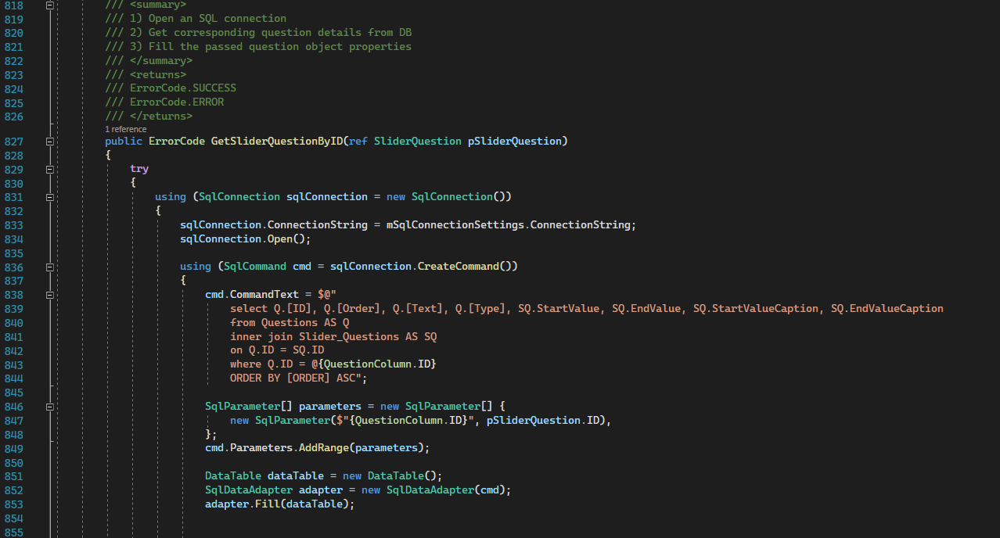 818 /// <summary>
819 /// 1) Open an SQL connection
820 /// 2) Get corresponding question details from DB
821 /// 3) Fill the passed question object properties
822 /// </summary>
823 /// <returns>
824 /// ErrorCode.SUCCESS
825 /// ErrorCode.ERROR
826 /// </returns>
1 reference
827 public ErrorCode GetSliderQuestionByID(ref SliderQuestion pSliderQuestion)
828 {
829 try
830 {
831 using (SqlConnection sqlConnection = new SqlConnection())
832 {
833 sqlConnection.ConnectionString = mSqlConnectionSettings.ConnectionString;
834 sqlConnection.Open();
835
836 using (SqlCommand cmd = sqlConnection.CreateCommand())
837 {
838 cmd.CommandText = $@"
839 select Q.[ID], Q.[Order], Q.[Text], Q.[Type], SQ.StartValue, SQ.EndValue, SQ.StartValueCaption, SQ.EndValueCaption
840 from Questions AS Q
841 inner join Slider_Questions AS SQ
842 on Q.ID = SQ.ID
843 where Q.ID = @{QuestionColumn.ID}
844 ORDER BY [ORDER] ASC";
845
846 SqlParameter[] parameters = new SqlParameter[] {
847 new SqlParameter($"{QuestionColumn.ID}", pSliderQuestion.ID),
848 };
849 cmd.Parameters.AddRange(parameters);
850
851 DataTable dataTable = new DataTable();
852 SqlDataAdapter adapter = new SqlDataAdapter(cmd);
853 adapter.Fill(dataTable);
854
855